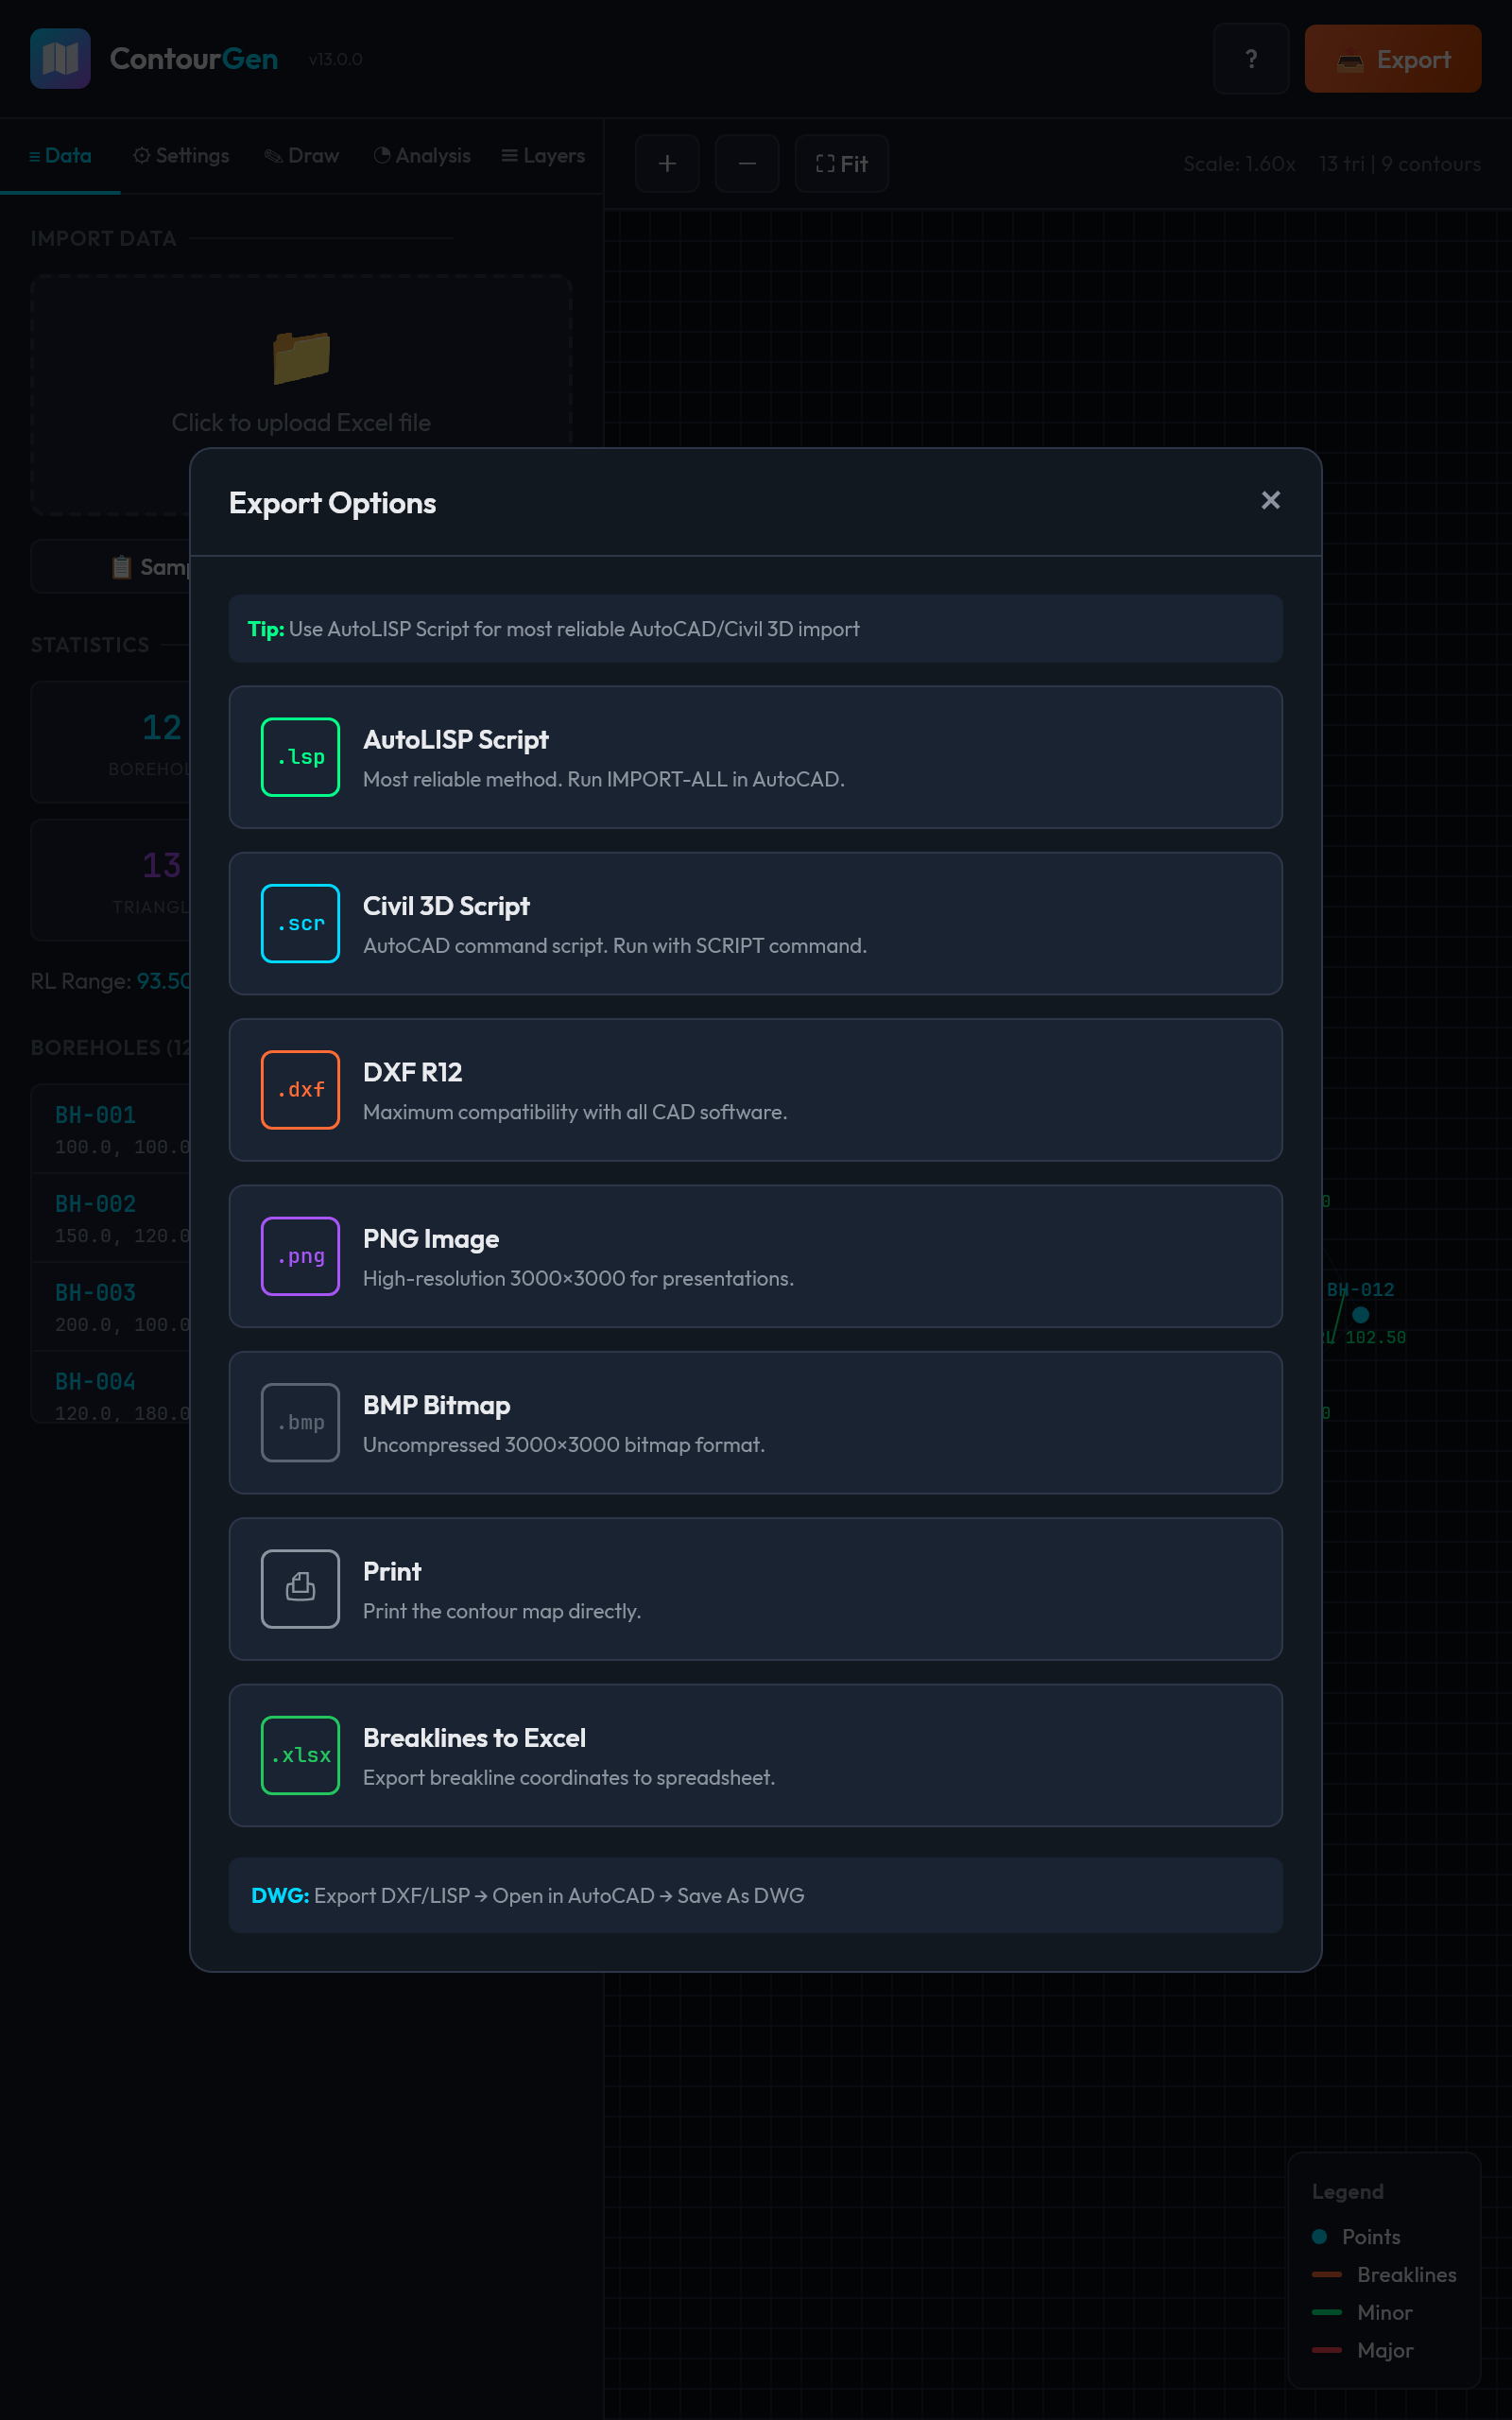 ContourGen v13.0.0
?
Export
Data Settings Draw Analysis Layers
+ − Fit
Scale: 1.60x 13 tri | 9 contours
IMPORT DATA
Click to upload Excel file
Export Options
×
Tip: Use AutoLISP Script for most reliable AutoCAD/Civil 3D import
.lsp
AutoLISP Script
Most reliable method. Run IMPORT-ALL in AutoCAD.
.scr
Civil 3D Script
AutoCAD command script. Run with SCRIPT command.
.dxf
DXF R12
Maximum compatibility with all CAD software.
.png
PNG Image
High-resolution 3000×3000 for presentations.
.bmp
BMP Bitmap
Uncompressed 3000×3000 bitmap format.
Print
Print the contour map directly.
.xlsx
Breaklines to Excel
Export breakline coordinates to spreadsheet.
DWG: Export DXF/LISP → Open in AutoCAD → Save As DWG
STATISTICS
12
13
RL Range: 93.50
BOREHOLES (12
BH-001
100.0, 100.0
BH-002
150.0, 120.0
BH-003
200.0, 100.0
BH-004
120.0, 180.0
BH-012
102.50
Legend
Points
Breaklines
Minor
Major